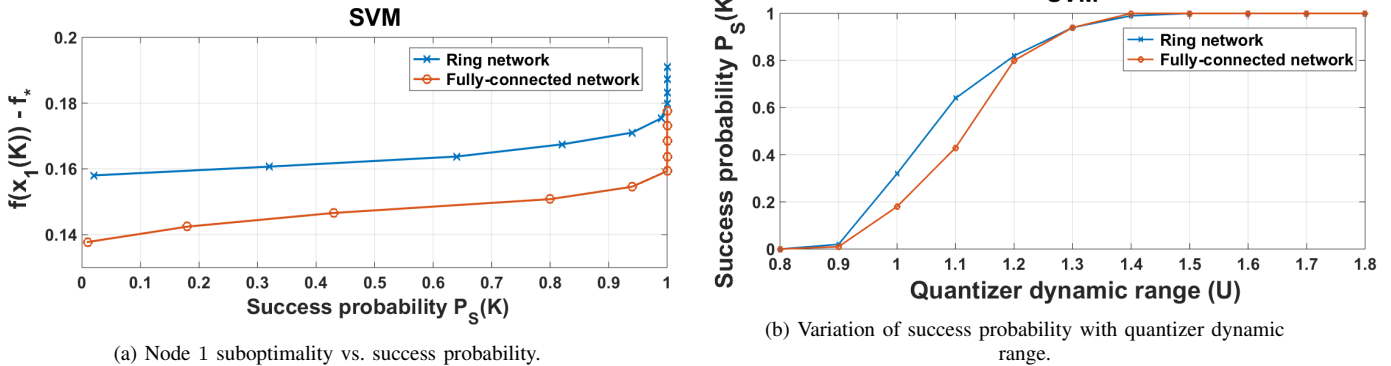 SVM
0.2
0.18
0.16
0.14
f(x_1(K)) - f_*
Ring network
Fully-connected network
0 0.1 0.2 0.3 0.4 0.5 0.6 0.7 0.8 0.9 1
Success probability P_S(K)
(a) Node 1 suboptimality vs. success probability.
1
0.8
0.6
0.4
0.2
0
Success probability P_S(K
Ring network
Fully-connected network
0.8 0.9 1 1.1 1.2 1.3 1.4 1.5 1.6 1.7 1.8
Quantizer dynamic range (U)
(b) Variation of success probability with quantizer dynamic
range.